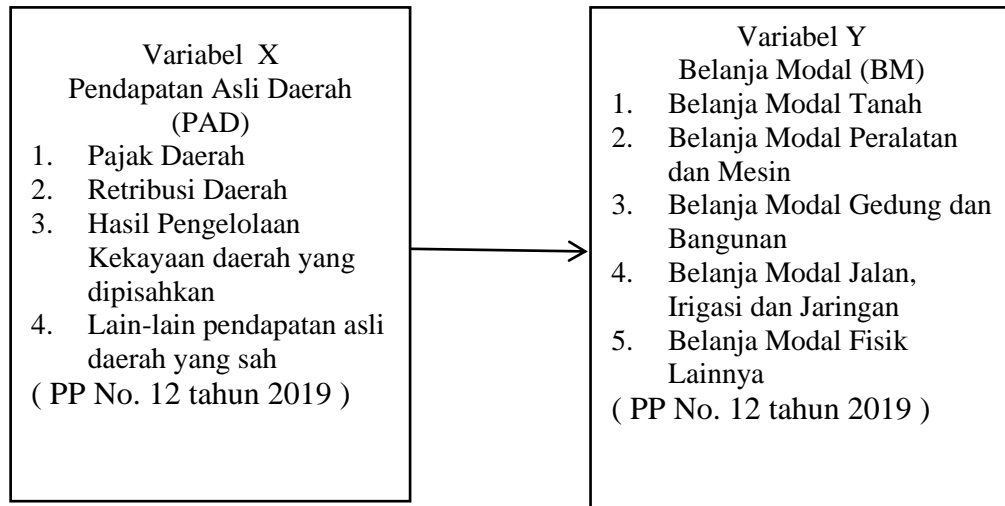 Variabel X
Pendapatan Asli Daerah
(PAD)
1. Pajak Daerah
2. Retribusi Daerah
3. Hasil Pengelolaan
Kekayaan daerah yang
dipisahkan
4. Lain-lain pendapatan asli
daerah yang sah
( PP No. 12 tahun 2019 )
Variabel Y
Belanja Modal (BM)
1. Belanja Modal Tanah
2. Belanja Modal Peralatan
dan Mesin
3. Belanja Modal Gedung dan
Bangunan
4. Belanja Modal Jalan,
Irigasi dan Jaringan
5. Belanja Modal Fisik
Lainnya
( PP No. 12 tahun 2019 )